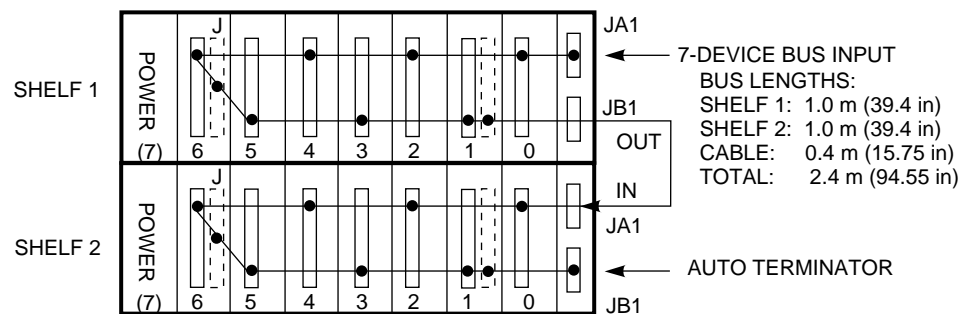 J
JA1
7-DEVICE BUS INPUT
BUS LENGTHS:
SHELF 1: 1.0 m (39.4 in)
SHELF 2: 1.0 m (39.4 in)
CABLE: 0.4 m (15.75 in)
TOTAL: 2.4 m (94.55 in)
SHELF 1
POWER
(7) 6 5 4 3 2 1 0
JB1
OUT
J
IN
JA1
SHELF 2
POWER
(7) 6 5 4 3 2 1 0
AUTO TERMINATOR
JB1